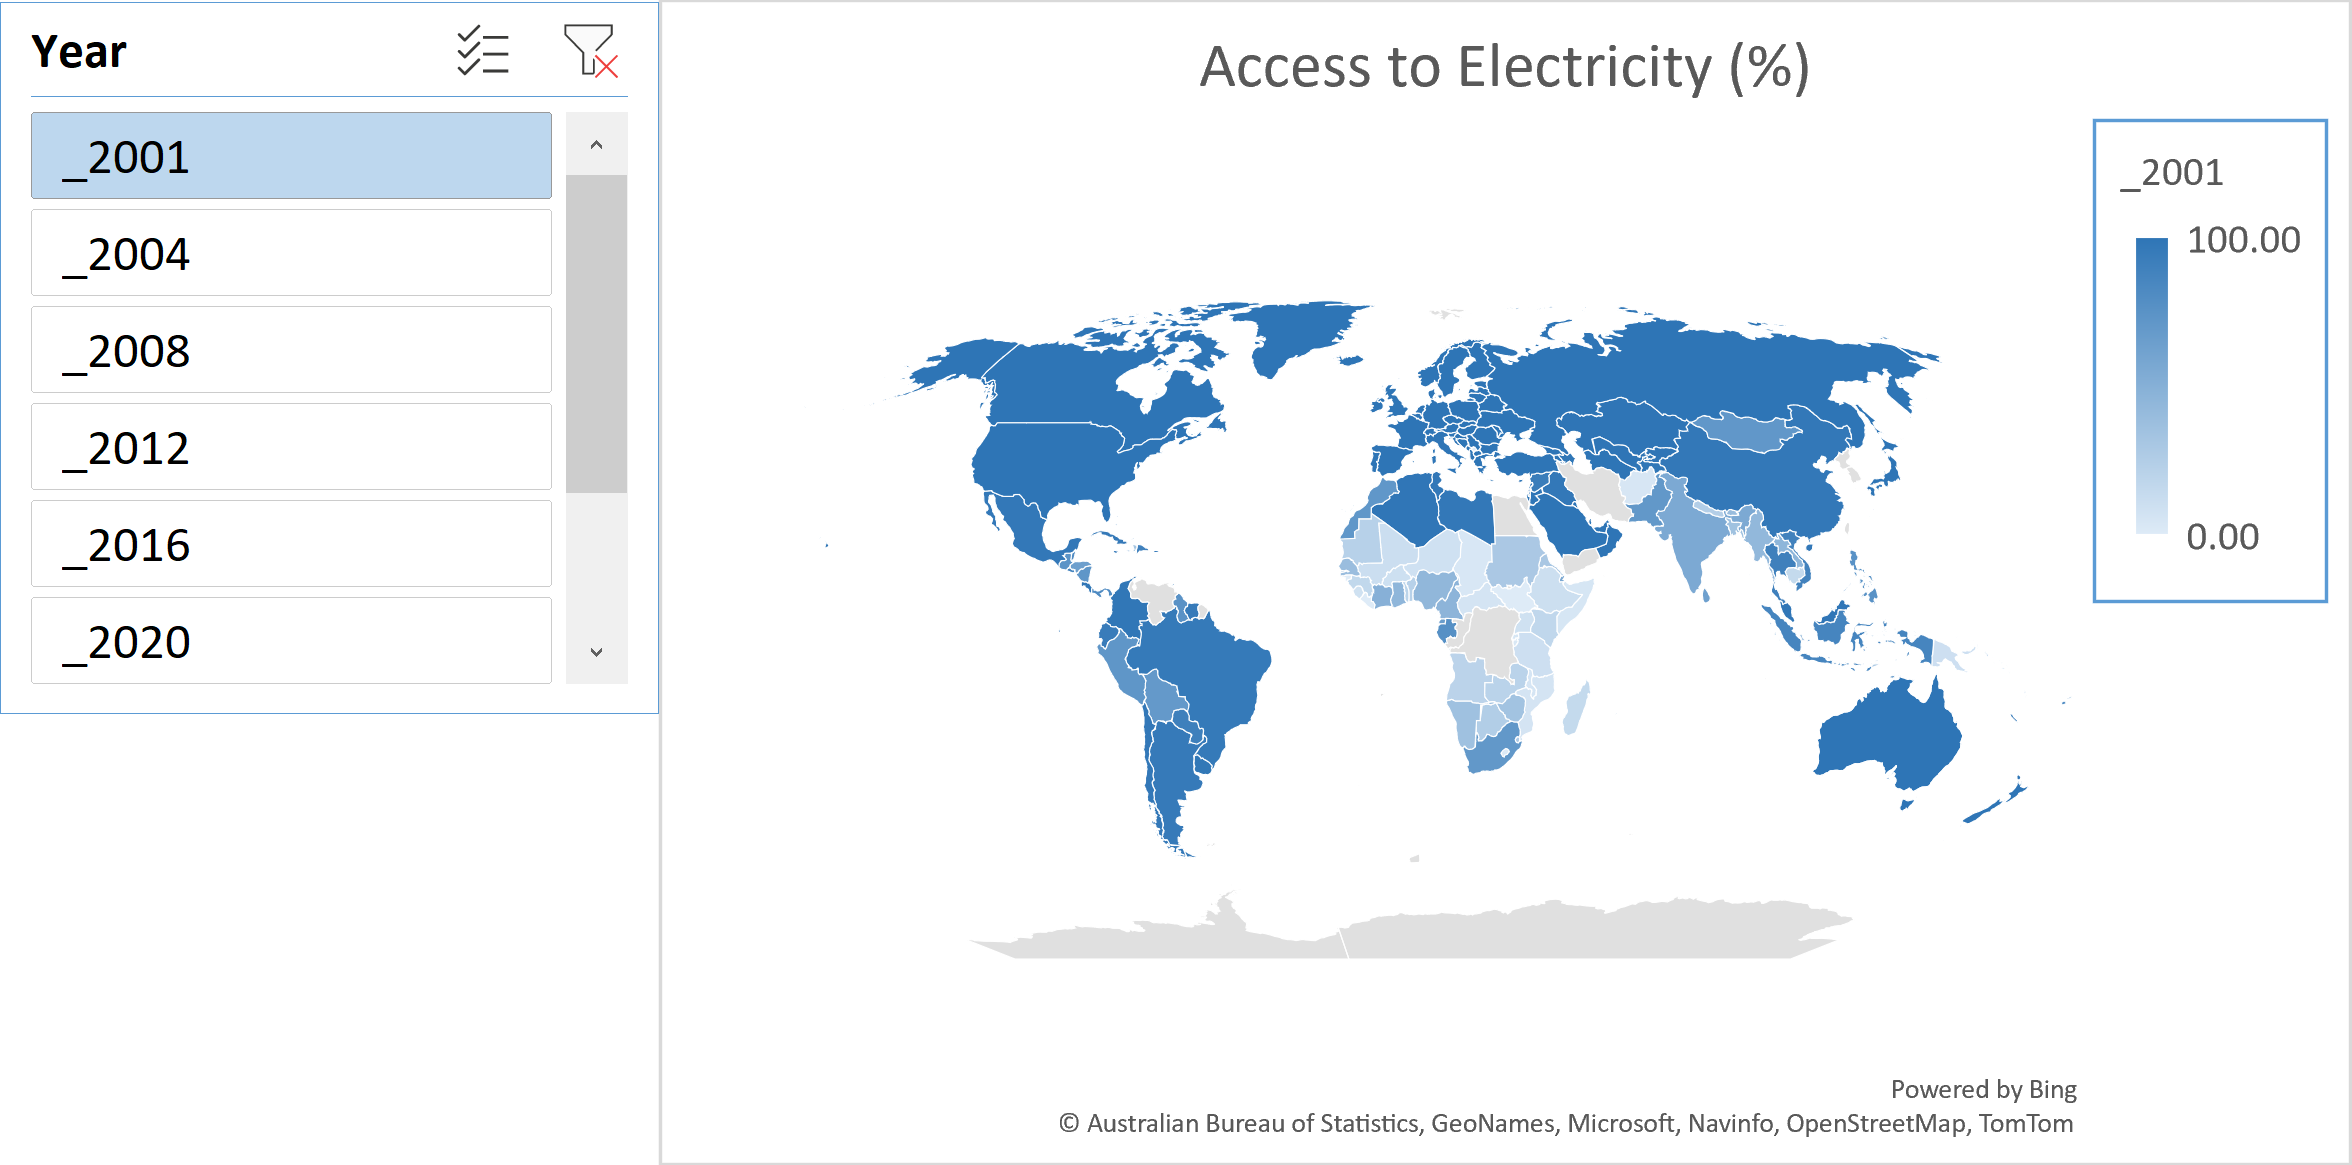 Year
_2001
_2004
_2008
_2012
_2016
_2020
Access to Electricity (%)
_2001
100.00
0.00
Powered by Bing
© Australian Bureau of Statistics, GeoNames, Microsoft, Navinfo, OpenStreetMap, TomTom